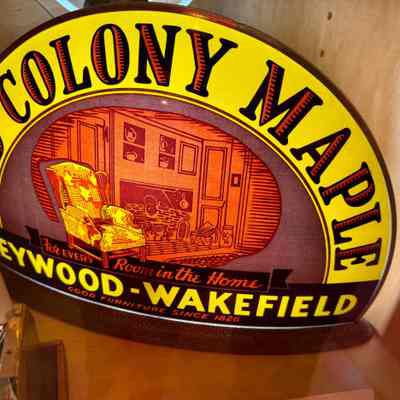 COLONY MAPLE
For EVERY Room in the Home
EYWOOD-WAKEFIELD
GOOD FURNITURE SINCE 1826